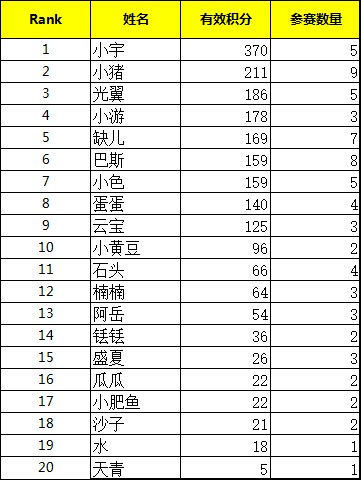 Rank 姓名 有效积分 参赛数量
1 小宇 370 5
2 小猪 211 9
3 光翼 186 5
4 小游 178 3
5 缺儿 169 7
6 巴斯 159 8
7 小色 159 5
8 蛋蛋 140 4
9 云宝 125 3
10 小黄豆 96 2
11 石头 66 4
12 楠楠 64 3
13 阿岳 54 3
14 铥铥 36 2
15 盛夏 26 3
16 瓜瓜 22 2
17 小肥鱼 22 2
18 沙子 21 2
19 水 18 1
20 天青 5 1